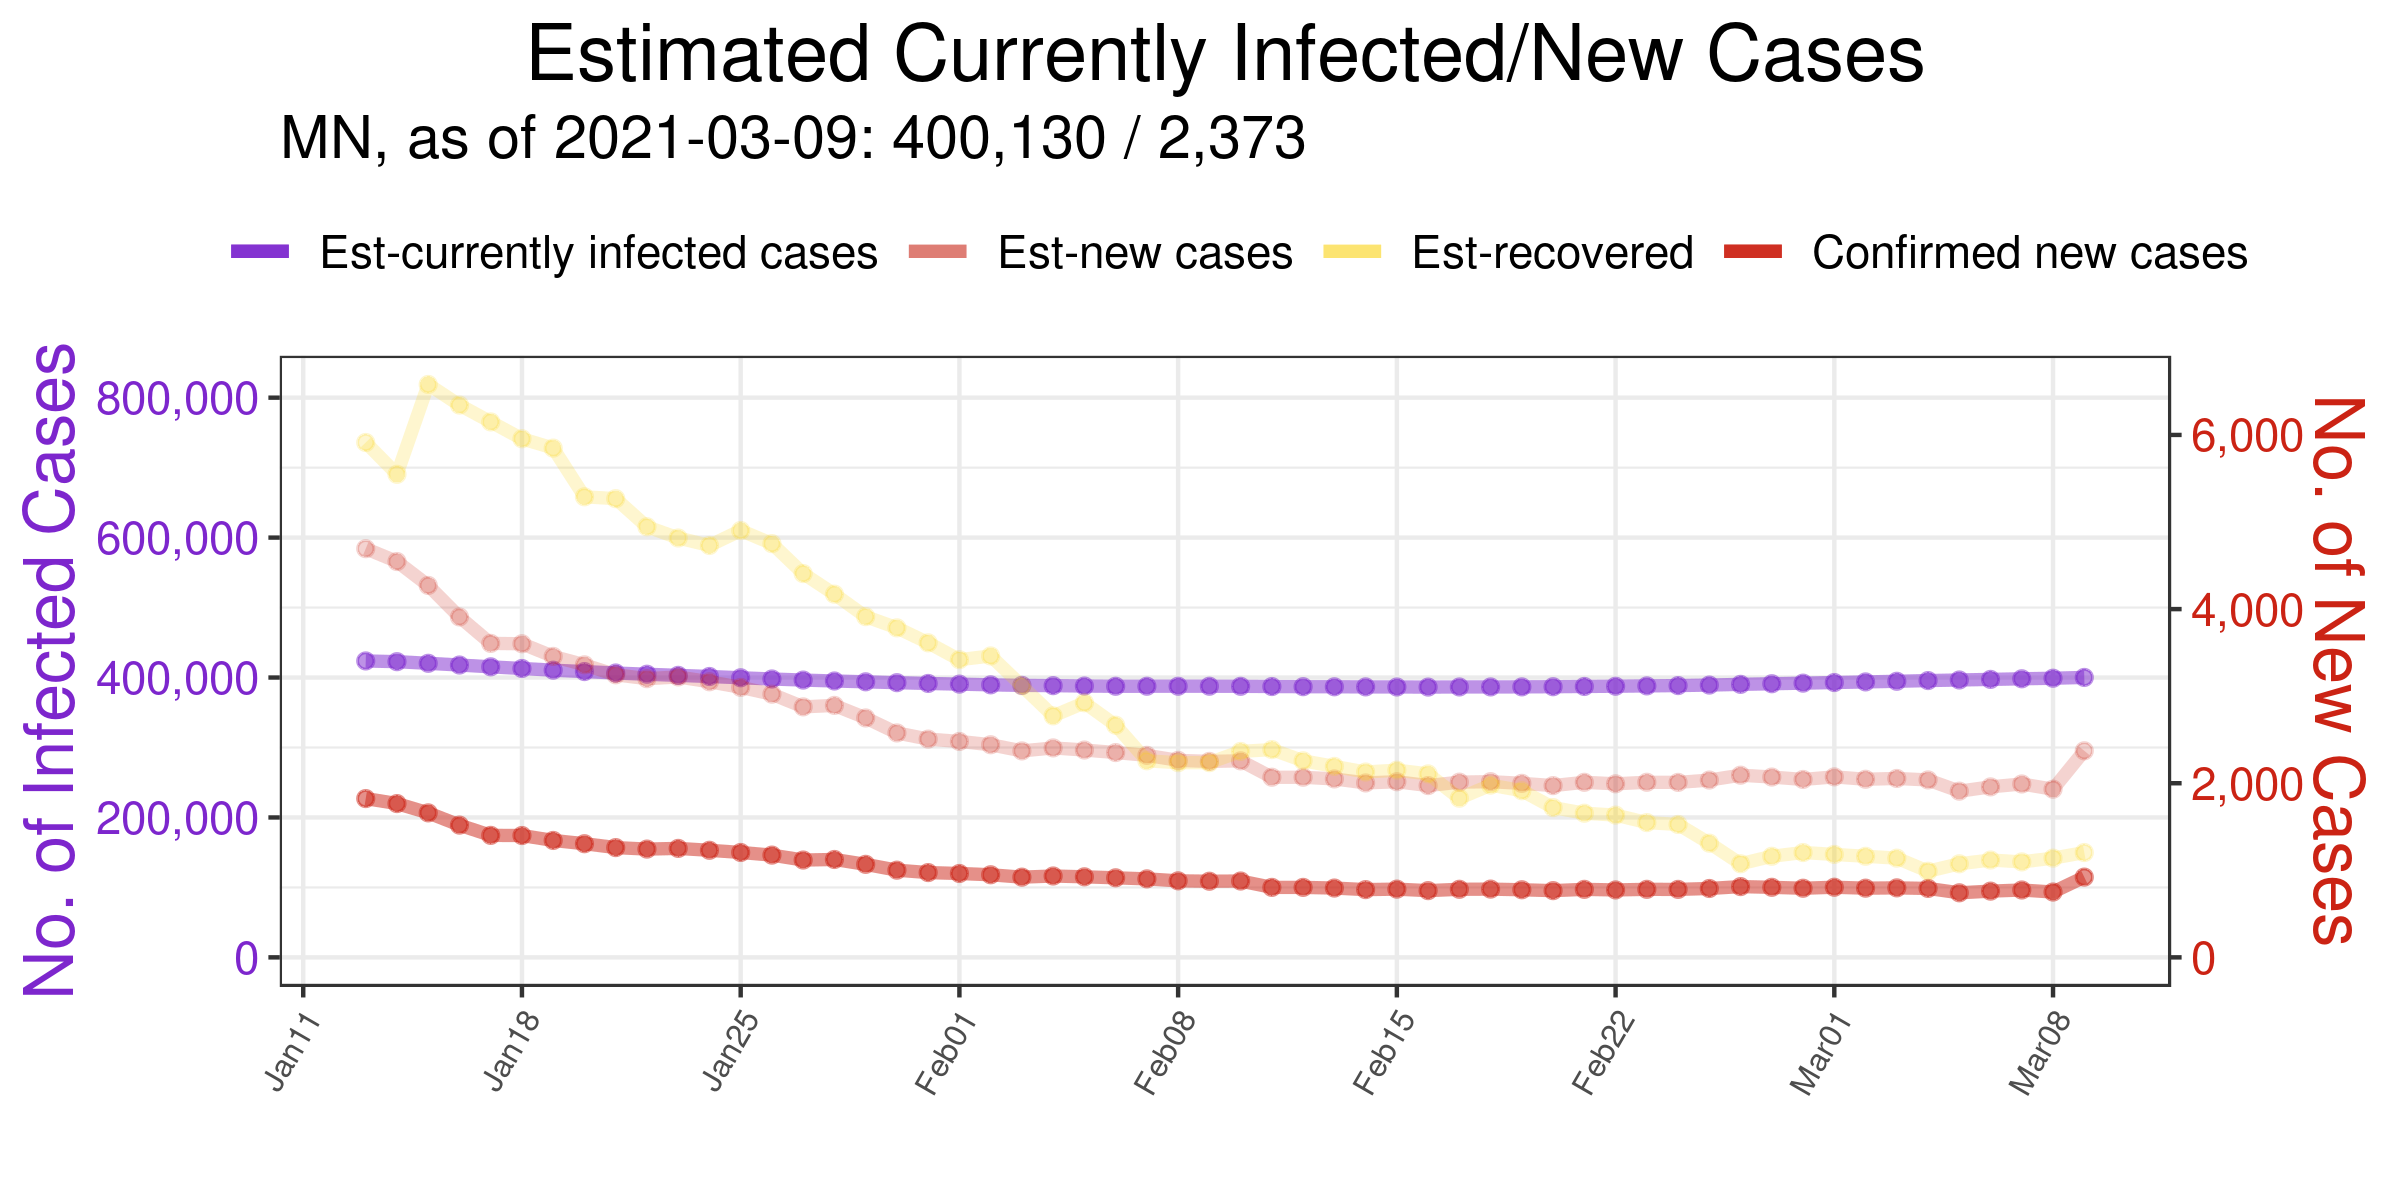 Estimated Currently Infected/New Cases
MN, as of 2021-03-09: 400,130 / 2,373
Est-currently infected cases Est-new cases Est-recovered Confirmed new cases
No. of Infected Cases
800,000
600,000
400,000
200,000
0
6,000
4,000
2,000
0
No. of New Cases
Jan11 Jan18 Jan25 Feb01 Feb08 Feb15 Feb22 Mar01 Mar08